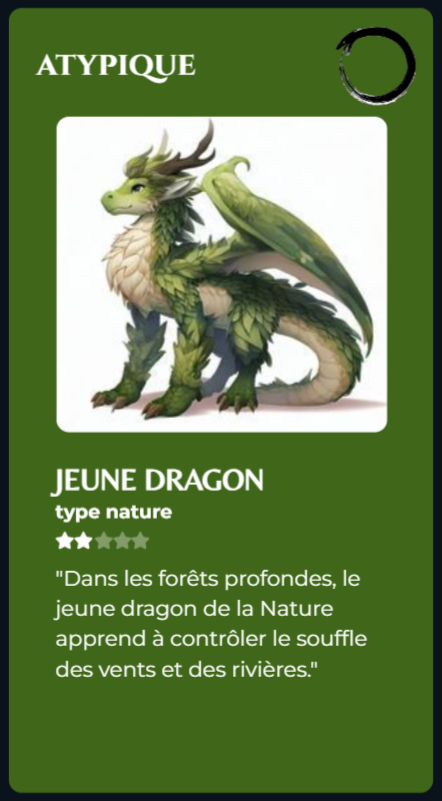 ATYPIQUE
JEUNE DRAGON
type nature
"Dans les forêts profondes, le
jeune dragon de la Nature
apprend à contrôler le souffle
des vents et des rivières."